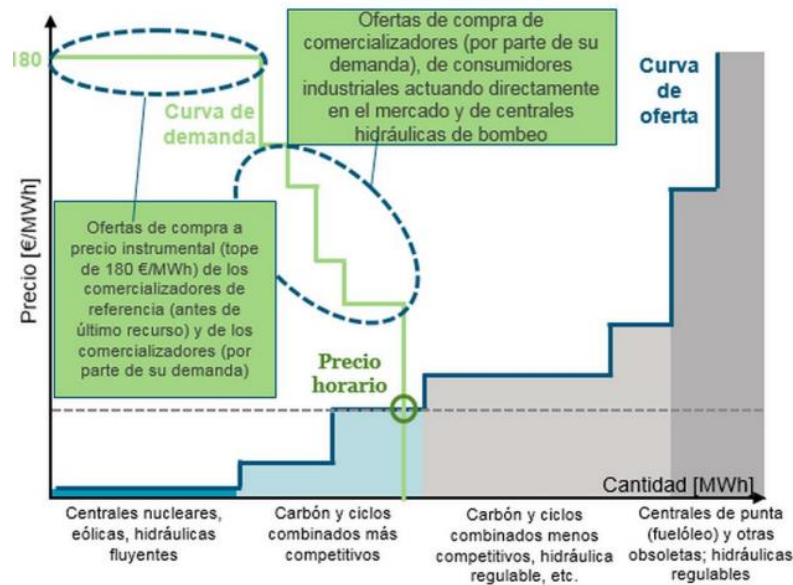 Precio [€/MWh]
180
Curva de
demanda
Ofertas de compra de
comercializadores (por parte de su
demanda), de consumidores
industriales actuando directamente
en el mercado y de centrales
hidráulicas de bombeo
Curva
de
oferta
Ofertas de compra a
precio instrumental (tope
de 180 €/MWh) de los
comercializadores de
referencia (antes de
último recurso) y de los
comercializadores (por
parte de su demanda)
Precio
horario
Cantidad [MWh]
Centrales nucleares,
eólicas, hidráulicas
fluyentes
Carbón y ciclos
combinados más
competitivos
Carbón y ciclos
combinados menos
competitivos, hidráulica
regulable, etc.
Centrales de punta
(fuelóleo) y otras
obsoletas; hidráulicas
regulables